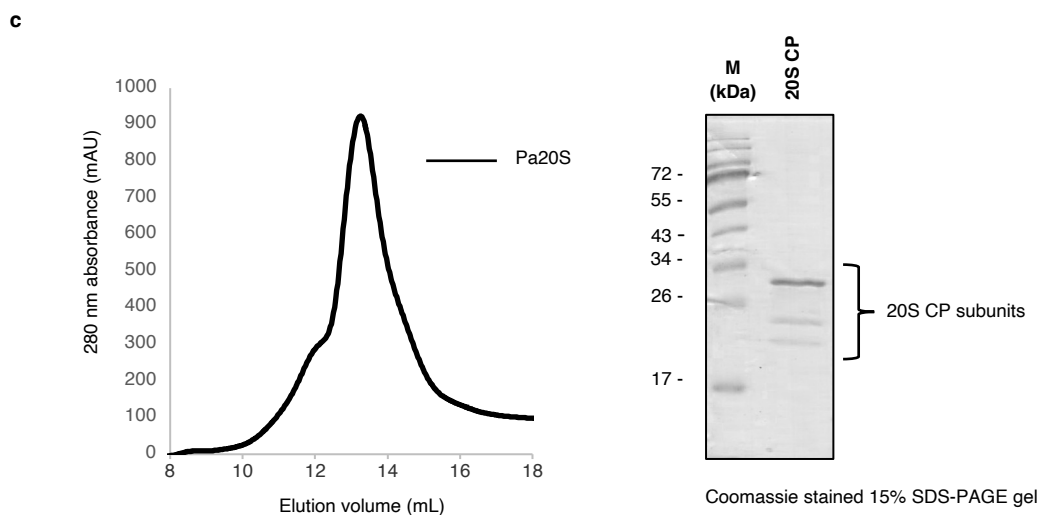 c
1000
900
800
700
600
500
400
300
200
100
0
8 10 12 14 16 18
280 nm absorbance (mAU)
Elution volume (mL)
Pa20S
M
(kDa)
20S CP
72 -
55 -
43 -
34 -
26 -
17 -
20S CP subunits
Coomassie stained 15% SDS-PAGE gel